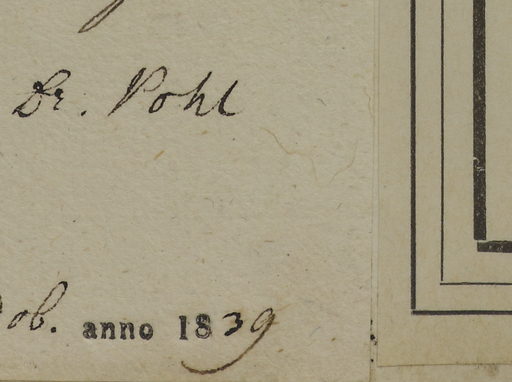 Dr. Pohl
ob. anno 1839